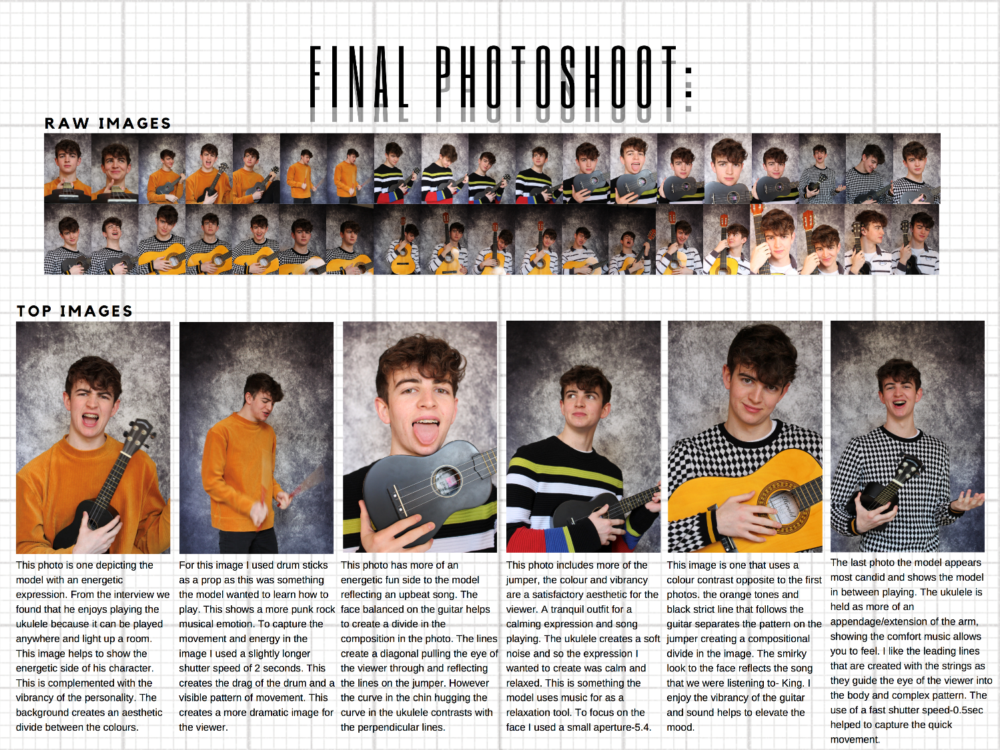 FINAL PHOTOSHOOT:
RAW IMAGES
TOP IMAGES
This photo is one depicting the
model with an energetic
expression. From the interview we
found that he enjoys playing the
ukulele because it can be played
anywhere and light up a room.
This image helps to show the
energetic side of his character.
This is complemented with the
vibrancy of the personality. The
background creates an aesthetic
divide between the colours.
For this image I used drum sticks
as a prop as this was something
the model wanted to learn how to
play. This shows a more punk rock
musical emotion. To capture the
movement and energy in the
image I used a slightly longer
shutter speed of 2 seconds. This
creates the drag of the drum and a
visible pattern of movement. This
creates a more dramatic image for
the viewer.
This photo has more of an
energetic fun side to the model
reflecting an upbeat song. The
face balanced on the guitar helps
to create a divide in the
composition in the photo. The lines
create a diagonal pulling the eye of
the viewer through and reflecting
the lines on the jumper. However
the curve in the chin hugging the
curve in the ukulele contrasts with
the perpendicular lines.
This photo includes more of the
jumper, the colour and vibrancy
are a satisfactory aesthetic for the
viewer. A tranquil outfit for a
calming expression and song
playing. The ukulele creates a soft
noise and so the expression I
wanted to create was calm and
relaxed. This is something the
model uses music for as a
relaxation tool. To focus on the
face I used a small aperture-5.4.
Herald
This image is one that uses a
colour contrast opposite to the first
photos. the orange tones and
black strict line that follows the
guitar separates the pattern on the
jumper creating a compositional
divide in the image. The smirky
look to the face reflects the song
that we were listening to- King. I
enjoy the vibrancy of the guitar
and sound helps to elevate the
mood.
The last photo the model appears
most candid and shows the model
in between playing. The ukulele is
held as more of an
appendage/extension of the arm,
showing the comfort music allows
you to feel. I like the leading lines
that are created with the strings as
they guide the eye of the viewer into
the body and complex pattern. The
use of a fast shutter speed-0.5sec
helped to capture the quick
movement.